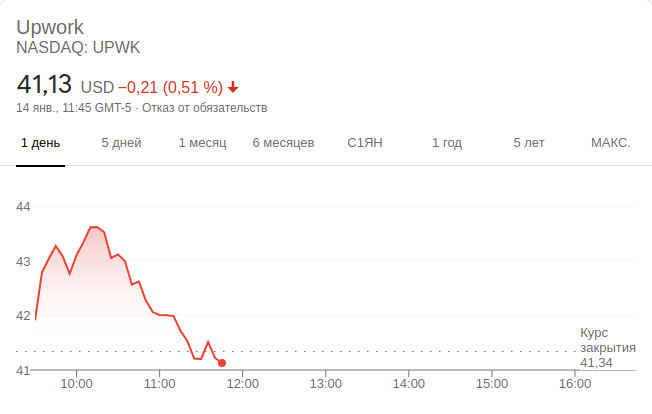 Upwork
NASDAQ: UPWK
41,13 USD −0,21 (0,51 %)
14 янв., 11:45 GMT-5 · Отказ от обязательств
1 день 5 дней 1 месяц 6 месяцев С1ЯН 1 год 5 лет МАКС.
44
43
42
41
Курс
закрытия
41,34
10:00 11:00 12:00 13:00 14:00 15:00 16:00